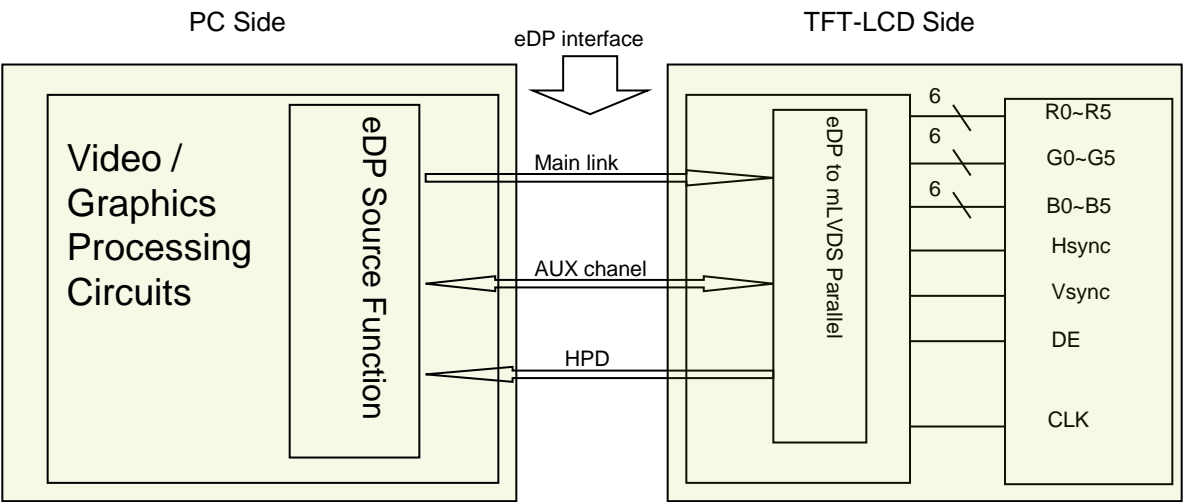 PC Side
eDP interface
TFT-LCD Side
Video /
Graphics
Processing
Circuits
eDP Source Function
Main link
AUX chanel
HPD
eDP to mLVDS Parallel
6
R0~R5
6
G0~G5
6
B0~B5
Hsync
Vsync
DE
CLK